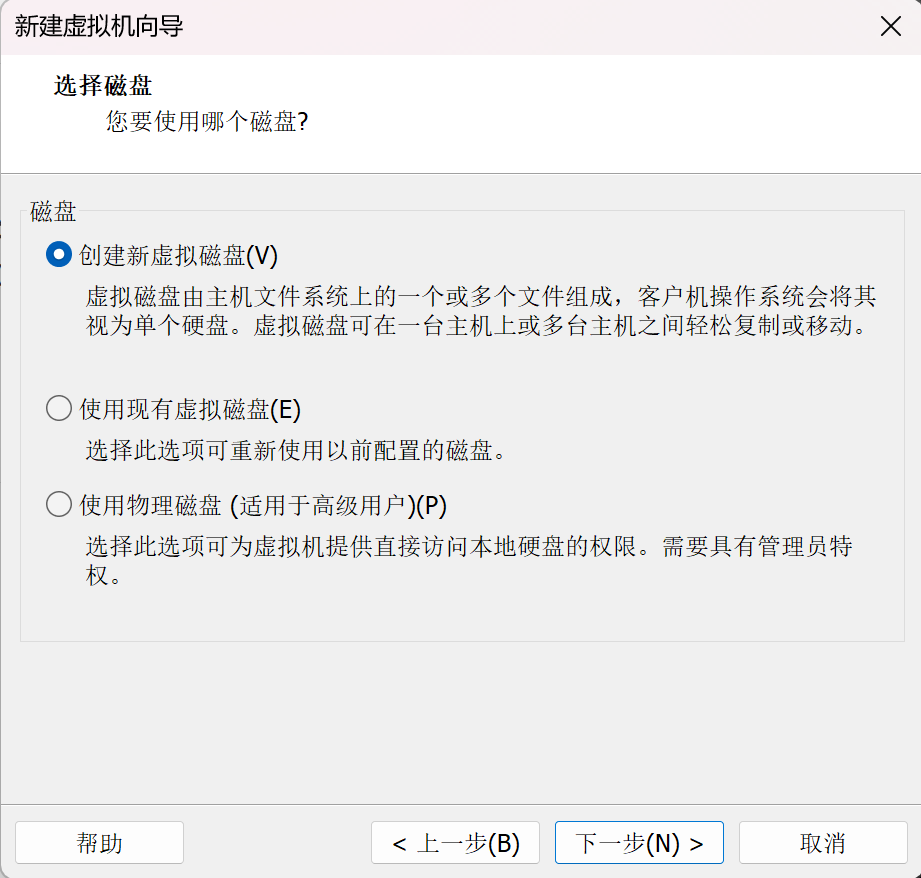 新建虚拟机向导
选择磁盘
您要使用哪个磁盘?
磁盘
创建新虚拟磁盘(V)
虚拟磁盘由主机文件系统上的一个或多个文件组成，客户机操作系统会将其
视为单个硬盘。虚拟磁盘可在一台主机上或多台主机之间轻松复制或移动。
使用现有虚拟磁盘(E)
选择此选项可重新使用以前配置的磁盘。
使用物理磁盘 (适用于高级用户)(P)
选择此选项可为虚拟机提供直接访问本地硬盘的权限。需要具有管理员特
权。
帮助
< 上一步(B)
下一步(N) >
取消